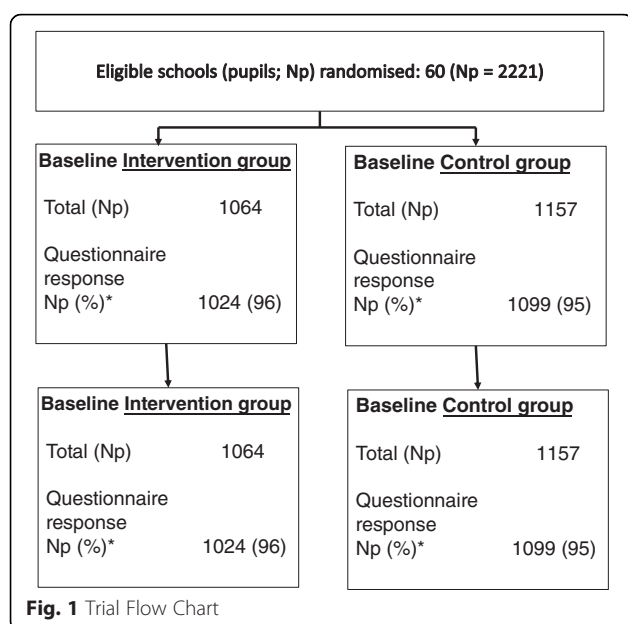 Eligible schools (pupils; Np) randomised: 60 (Np = 2221)
Baseline Intervention group
Total (Np) 1064
Questionnaire
response
Np (%)* 1024 (96)
Baseline Control group
Total (Np) 1157
Questionnaire
response
Np (%)* 1099 (95)
Baseline Intervention group
Total (Np) 1064
Questionnaire
response
Np (%)* 1024 (96)
Baseline Control group
Total (Np) 1157
Questionnaire
response
Np (%)* 1099 (95)
Fig. 1 Trial Flow Chart